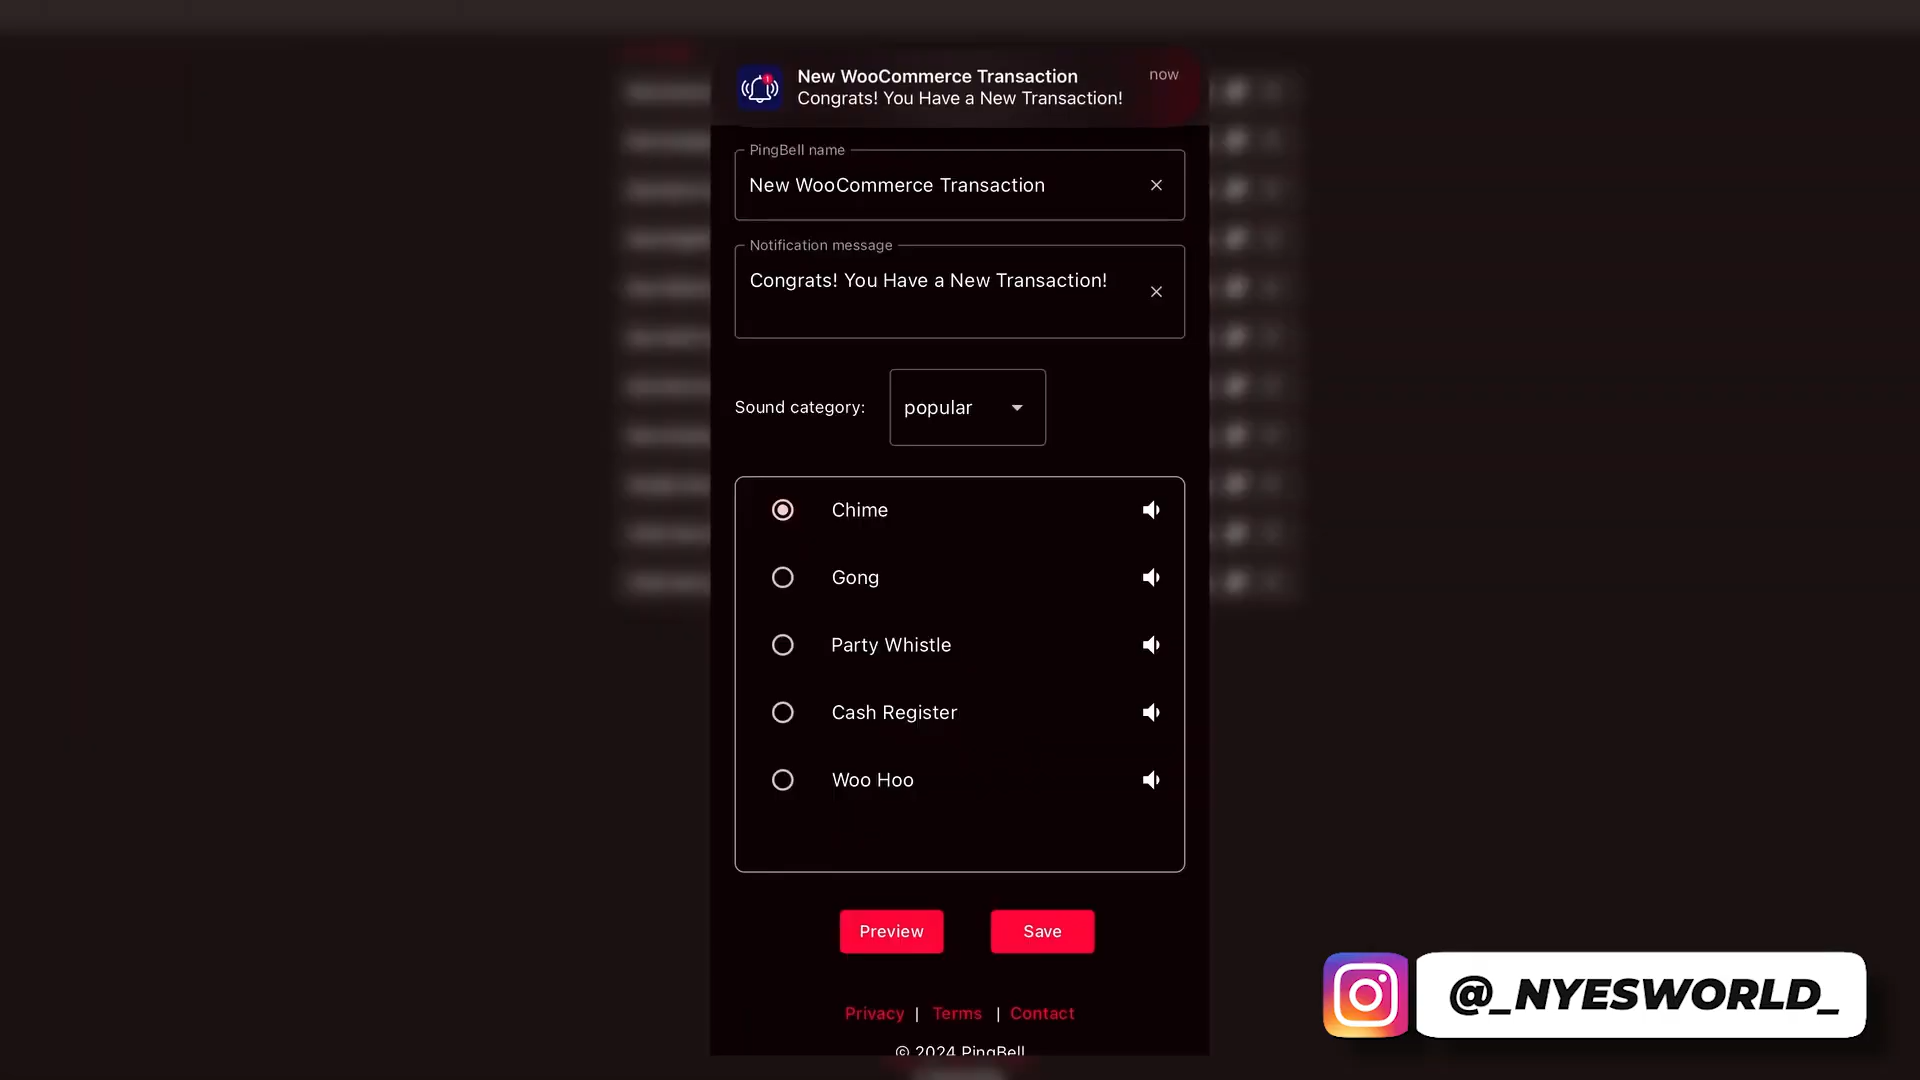 New WooCommerce Transaction
now
Congrats! You Have a New Transaction!
PingBell name
New WooCommerce Transaction
Notification message
Congrats! You Have a New Transaction!
Sound category:
popular
Chime
Gong
Party Whistle
Cash Register
Woo Hoo
Preview
Save
Privacy | Terms | Contact
© 2024 PingBell
@_NYESWORLD_